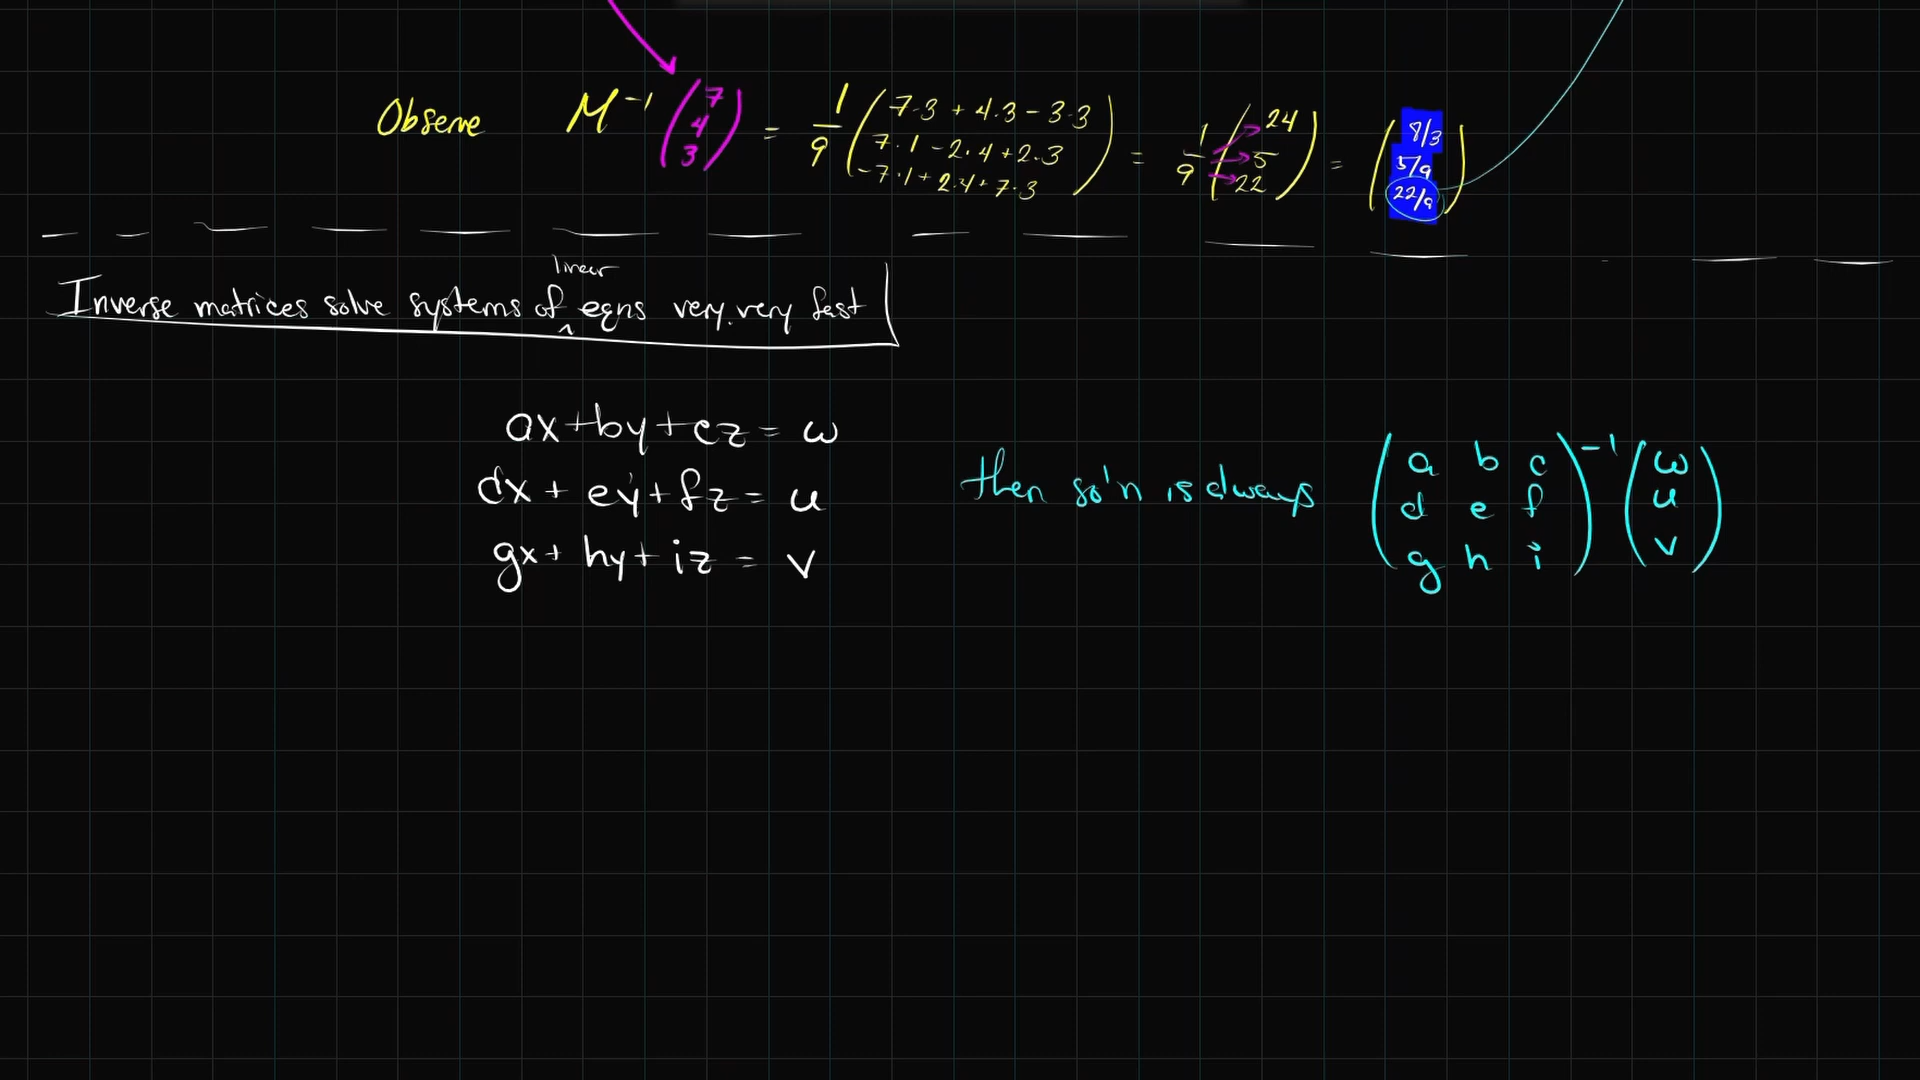 Observe M⁻¹ (7 4 3) = 1/9 (7·3 + 4·3 - 3·3, 7·1 - 2·4 + 2·3, -7·1 + 2·4 + 7·3) = 1/9 (24, 5, 22) = (8/3, 5/9, 22/9)
Inverse matrices solve systems of ^ linear eqns very, very fast
ax + by + cz = w
dx + ey + fz = u
gx + hy + iz = v
then so'n is always (a b c, d e f, g h i)⁻¹ (w u v)